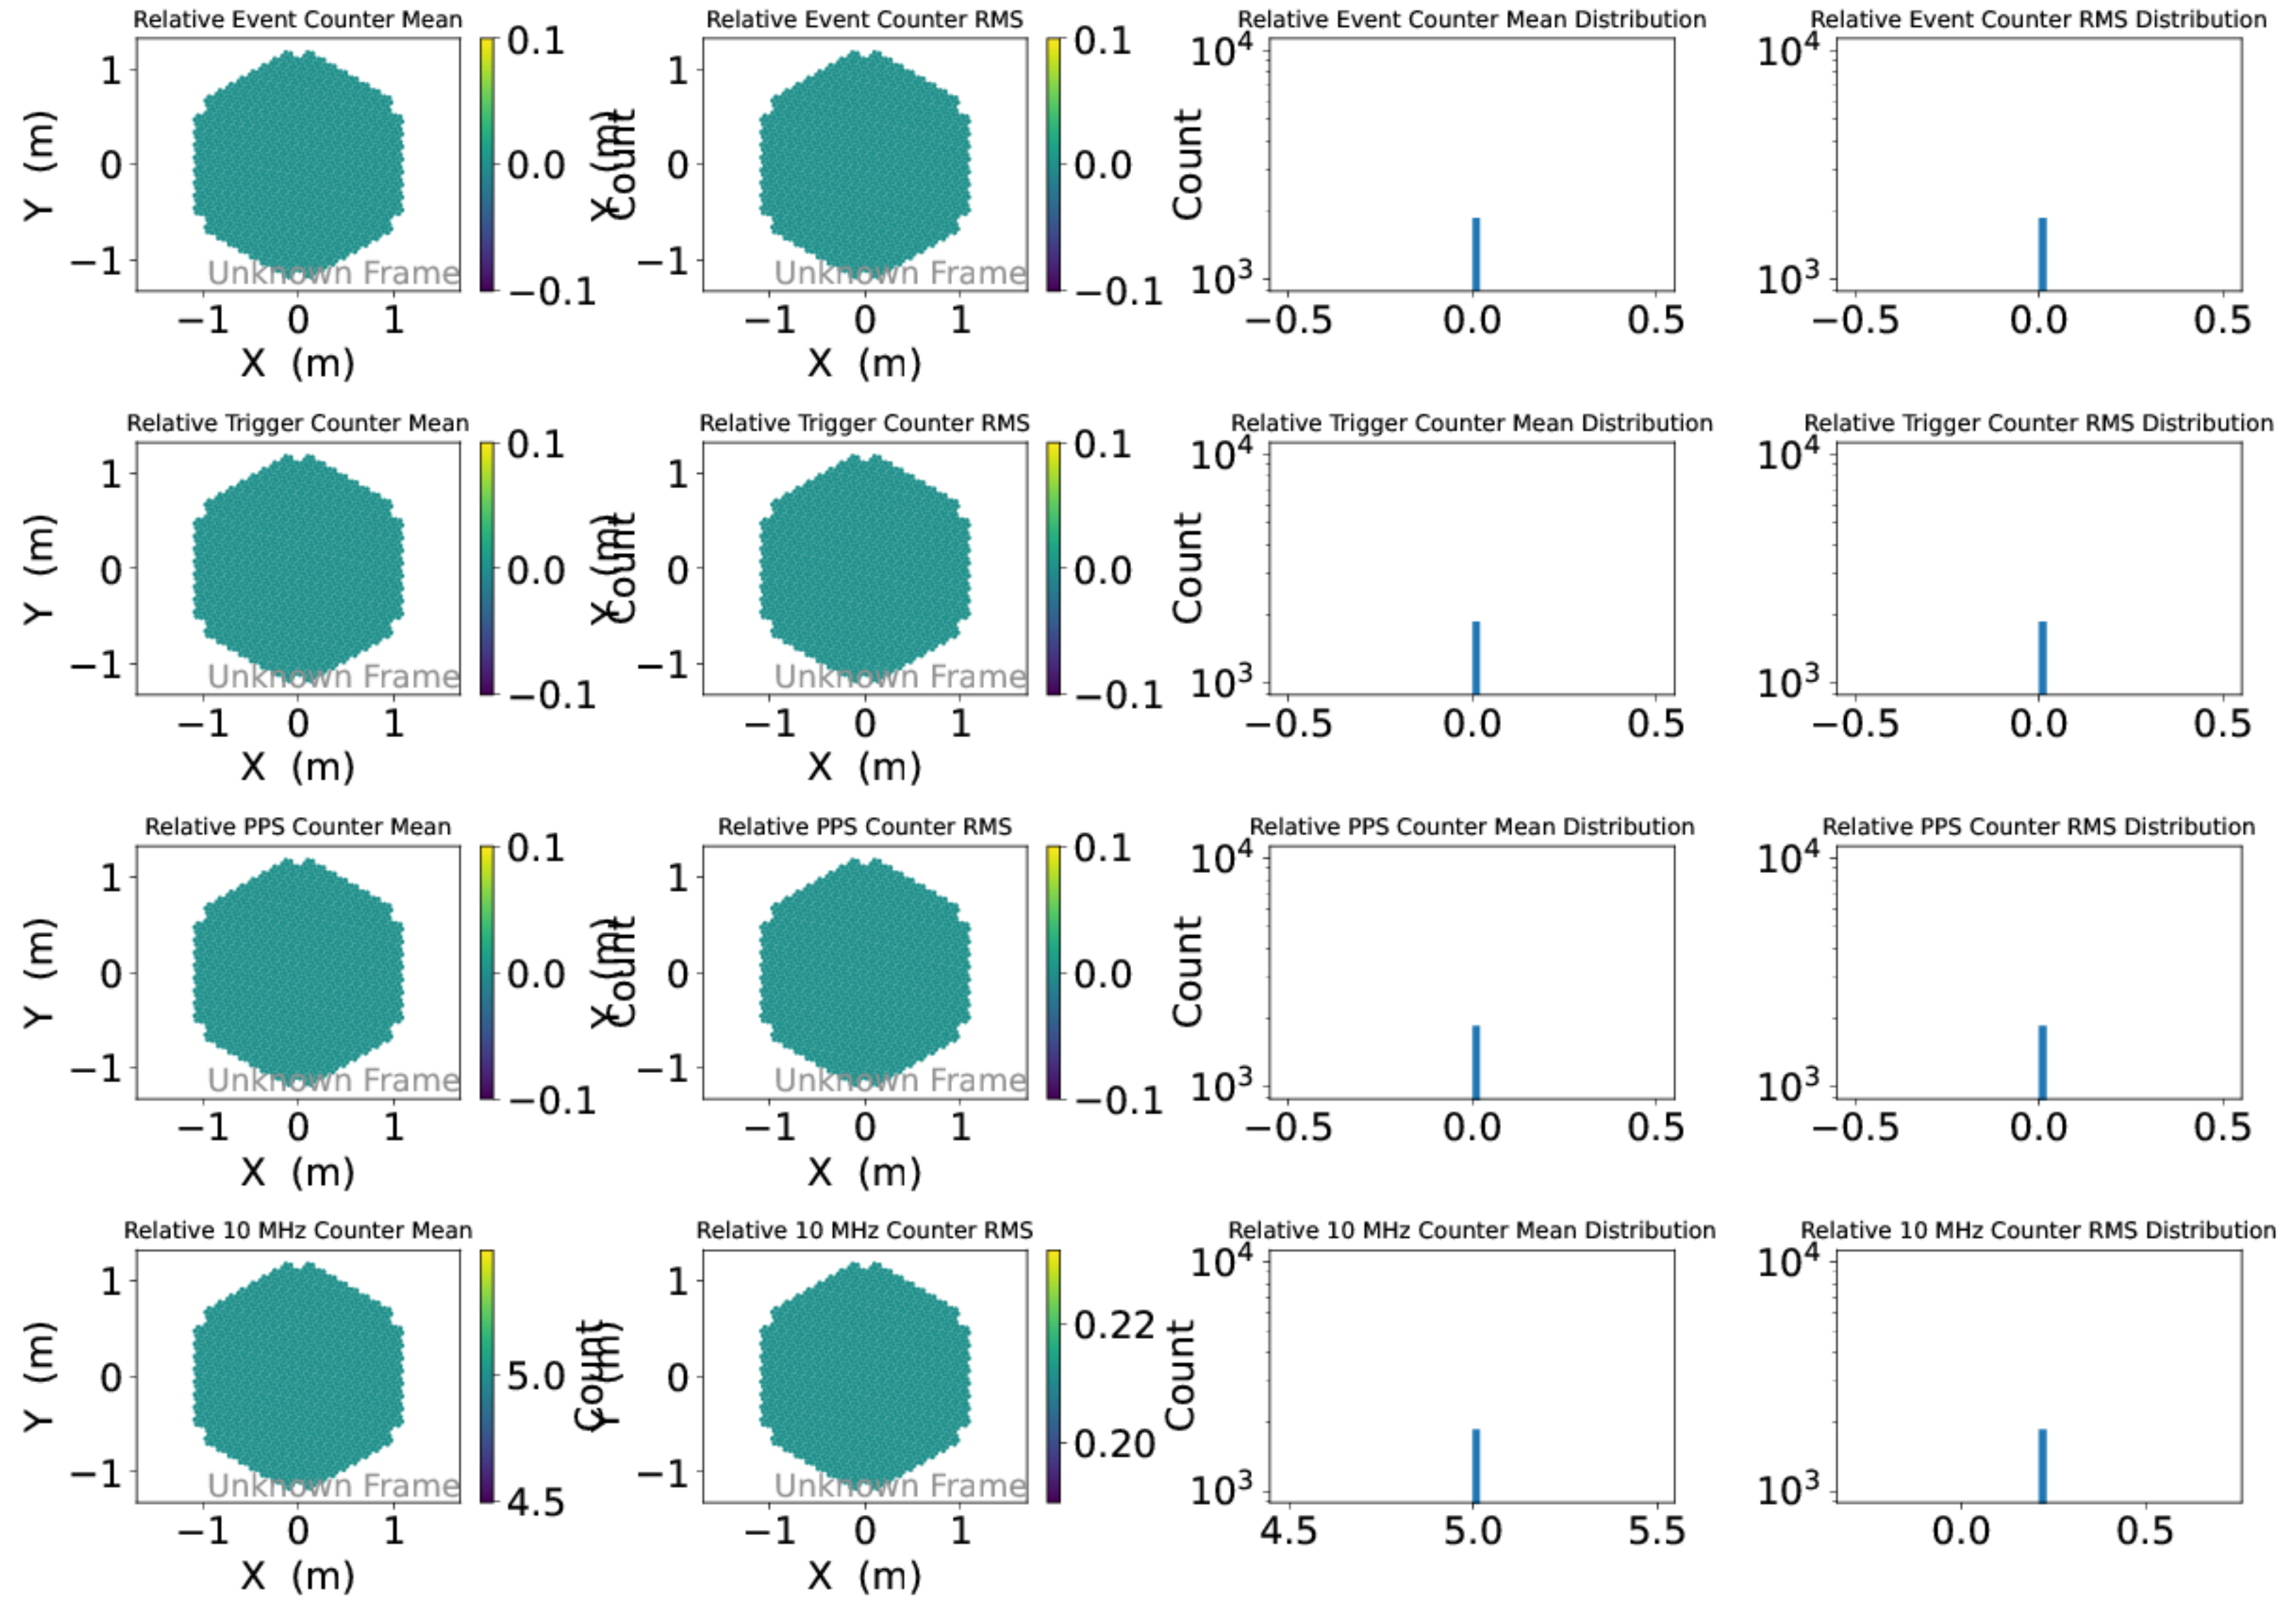 Relative Event Counter Mean
Relative Event Counter RMS
Relative Event Counter Mean Distribution
Relative Event Counter RMS Distribution
Y (m)
1
0
−1
Unknown Frame
−1 0 1
X (m)
0.1
0.0
−0.1
Count
Y (m)
1
0
−1
Unknown Frame
−1 0 1
X (m)
0.1
0.0
−0.1
Count
10⁴
10³
−0.5 0.0 0.5
10⁴
10³
−0.5 0.0 0.5
Relative Trigger Counter Mean
Relative Trigger Counter RMS
Relative Trigger Counter Mean Distribution
Relative Trigger Counter RMS Distribution
Y (m)
1
0
−1
Unknown Frame
−1 0 1
X (m)
0.1
0.0
−0.1
Count
Y (m)
1
0
−1
Unknown Frame
−1 0 1
X (m)
0.1
0.0
−0.1
Count
10⁴
10³
−0.5 0.0 0.5
10⁴
10³
−0.5 0.0 0.5
Relative PPS Counter Mean
Relative PPS Counter RMS
Relative PPS Counter Mean Distribution
Relative PPS Counter RMS Distribution
Y (m)
1
0
−1
Unknown Frame
−1 0 1
X (m)
0.1
0.0
−0.1
Count
Y (m)
1
0
−1
Unknown Frame
−1 0 1
X (m)
0.1
0.0
−0.1
Count
10⁴
10³
−0.5 0.0 0.5
10⁴
10³
−0.5 0.0 0.5
Relative 10 MHz Counter Mean
Relative 10 MHz Counter RMS
Relative 10 MHz Counter Mean Distribution
Relative 10 MHz Counter RMS Distribution
Y (m)
1
0
−1
Unknown Frame
−1 0 1
X (m)
5.0
4.5
Count
Y (m)
1
0
−1
Unknown Frame
−1 0 1
X (m)
0.22
0.20
Count
10⁴
10³
4.5 5.0 5.5
10⁴
10³
0.0 0.5